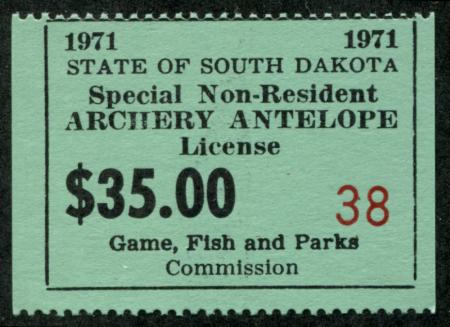 1971 1971
STATE OF SOUTH DAKOTA
Special Non-Resident
ARCHERY ANTELOPE
License
$35.00 38
Game, Fish and Parks
Commission